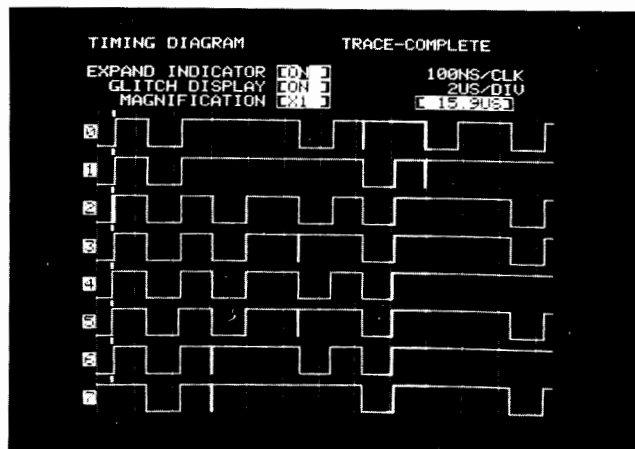 TIMING DIAGRAM TRACE-COMPLETE
EXPAND INDICATOR [ON ]
100NS/CLK
GLITCH DISPLAY [ON ]
2US/DIV
MAGNIFICATION [X1 ]
[ 15.9US]
0
1
2
3
4
5
6
7